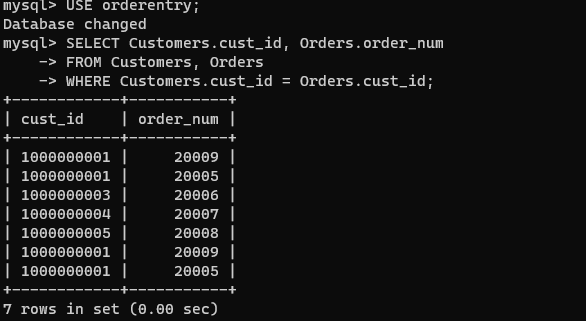 mysql> USE orderentry;
Database changed
mysql> SELECT Customers.cust_id, Orders.order_num
    -> FROM Customers, Orders
    -> WHERE Customers.cust_id = Orders.cust_id;
+------------+-----------+
| cust_id    | order_num |
+------------+-----------+
| 1000000001 |     20009 |
| 1000000001 |     20005 |
| 1000000003 |     20006 |
| 1000000004 |     20007 |
| 1000000005 |     20008 |
| 1000000001 |     20009 |
| 1000000001 |     20005 |
+------------+-----------+
7 rows in set (0.00 sec)